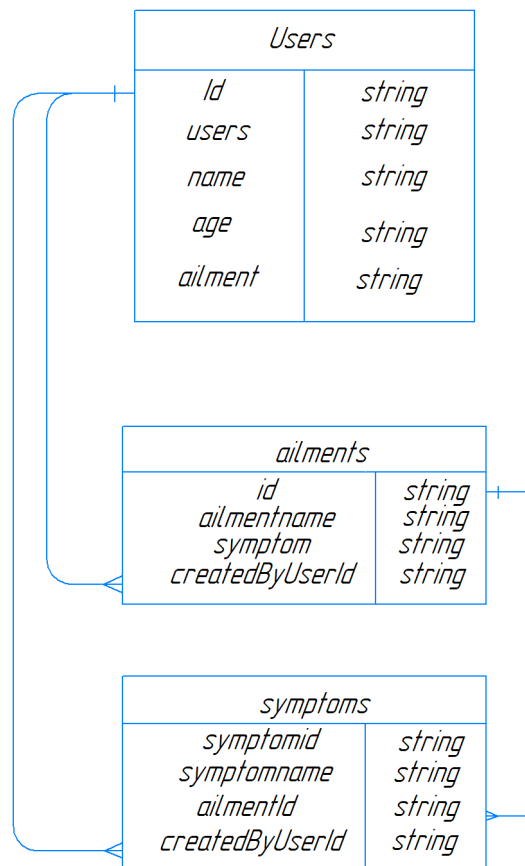 Users
Id string
users string
name string
age string
ailment string
ailments
id string
ailmentname string
symptom string
createdByUserId string
symptoms
symptomid string
symptomname string
ailmentId string
createdByUserId string